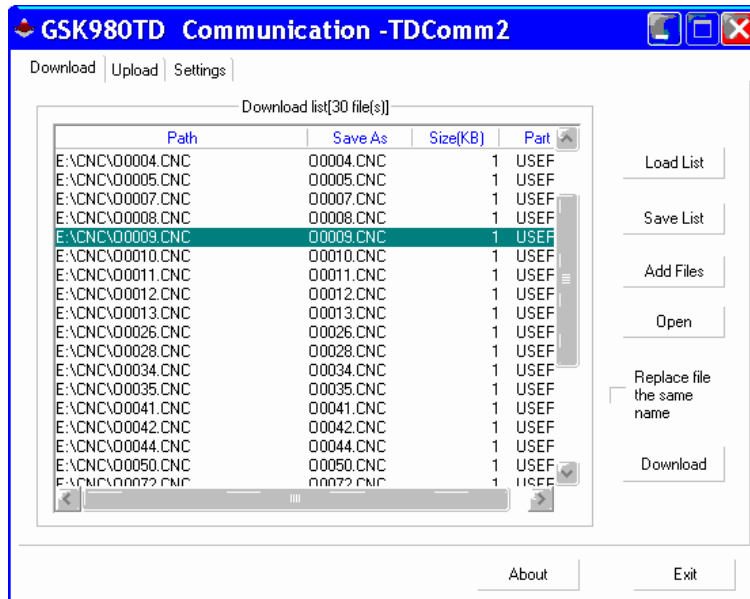 GSK980TD Communication -TDComm2
Download Upload Settings
Download list[30 file(s)]
Path Save As Size(KB) Part
E:\CNC\O0004.CNC O0004.CNC 1 USEF
E:\CNC\O0005.CNC O0005.CNC 1 USEF
E:\CNC\O0007.CNC O0007.CNC 1 USEF
E:\CNC\O0008.CNC O0008.CNC 1 USEF
E:\CNC\O0009.CNC O0009.CNC 1 USEF
E:\CNC\O0010.CNC O0010.CNC 1 USEF
E:\CNC\O0011.CNC O0011.CNC 1 USEF
E:\CNC\O0012.CNC O0012.CNC 1 USEF
E:\CNC\O0013.CNC O0013.CNC 1 USEF
E:\CNC\O0026.CNC O0026.CNC 1 USEF
E:\CNC\O0028.CNC O0028.CNC 1 USEF
E:\CNC\O0034.CNC O0034.CNC 1 USEF
E:\CNC\O0035.CNC O0035.CNC 1 USEF
E:\CNC\O0041.CNC O0041.CNC 1 USEF
E:\CNC\O0042.CNC O0042.CNC 1 USEF
E:\CNC\O0044.CNC O0044.CNC 1 USEF
E:\CNC\O0050.CNC O0050.CNC 1 USEF
E:\CNC\O0072.CNC O0072.CNC 1 USEF
Load List
Save List
Add Files
Open
Replace file
the same
name
Download
About Exit